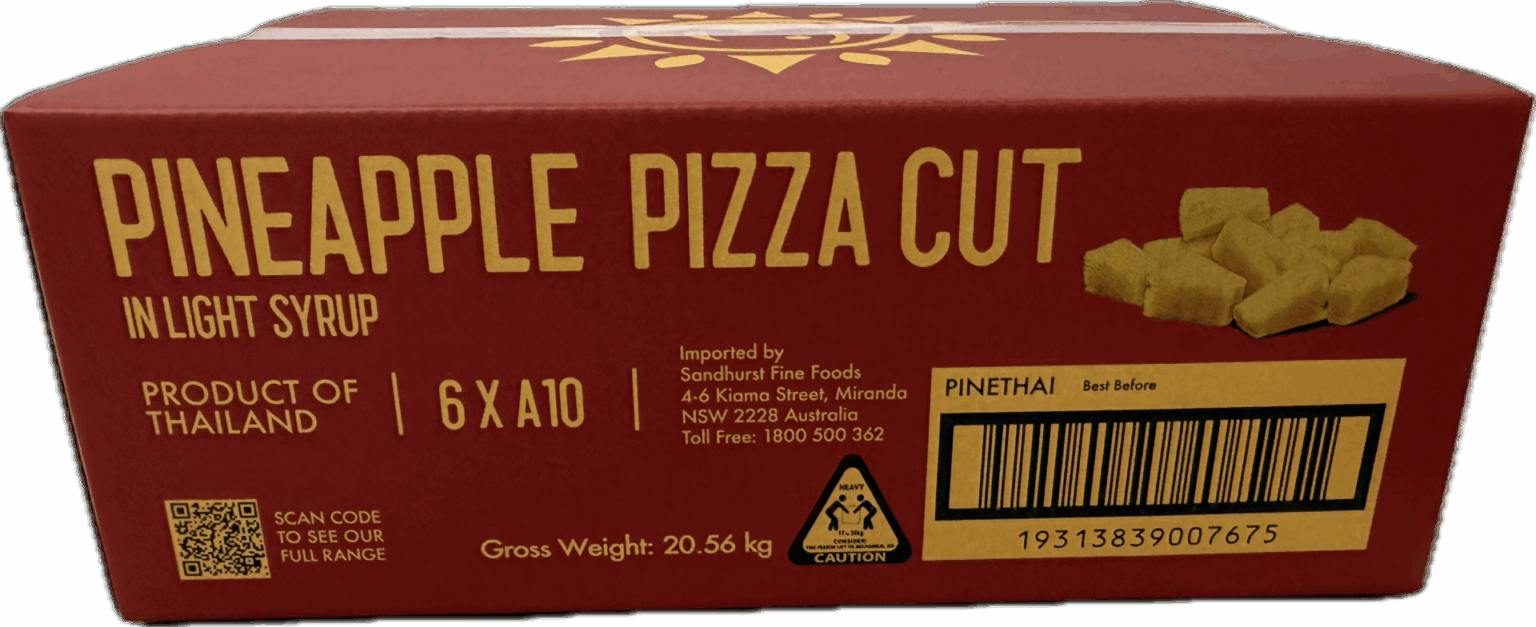 PINEAPPLE PIZZA CUT
IN LIGHT SYRUP
PRODUCT OF
THAILAND
6 X A10
Imported by
Sandhurst Fine Foods
4-6 Kiama Street, Miranda
NSW 2228 Australia
Toll Free: 1800 500 362
PINETHAI Best Before
19313839007675
SCAN CODE
TO SEE OUR
FULL RANGE
Gross Weight: 20.56 kg
HEAVY
CONSIDER:
CAUTION